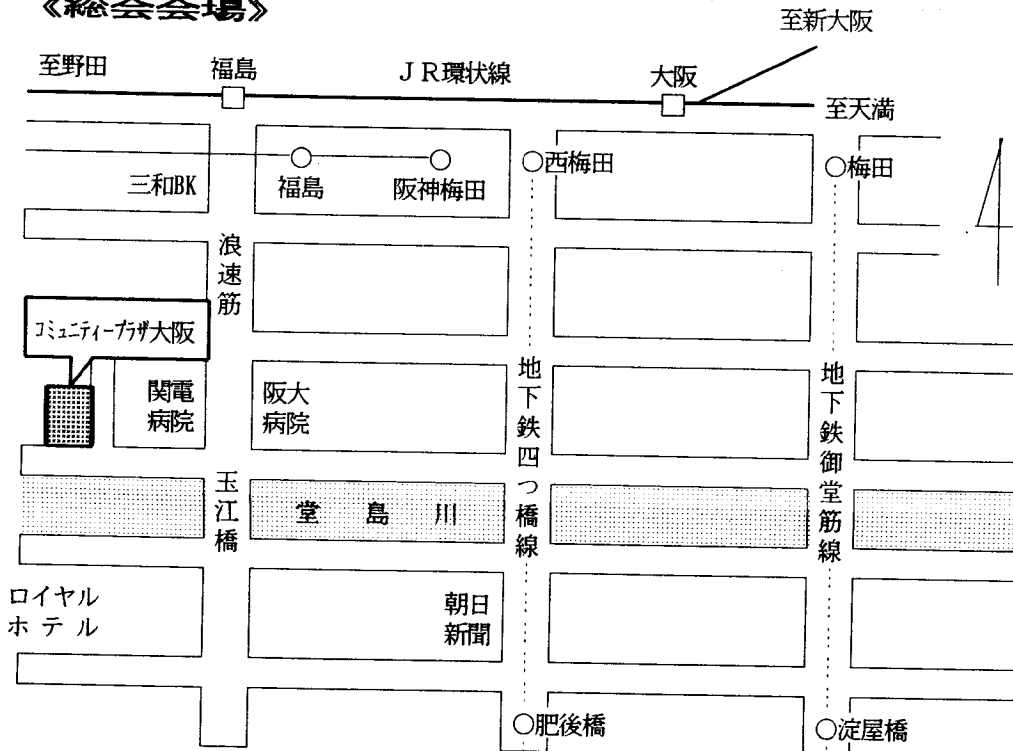 《総会会場》
至新大阪
至野田
福島
JR環状線
大阪
至天満
三和BK
福島
阪神梅田
西梅田
梅田
浪速筋
コミュニティープラザ大阪
関電
病院
阪大
病院
地下鉄四つ橋線
地下鉄御堂筋線
玉江橋
堂島川
ロイヤル
ホテル
朝日
新聞
肥後橋
淀屋橋